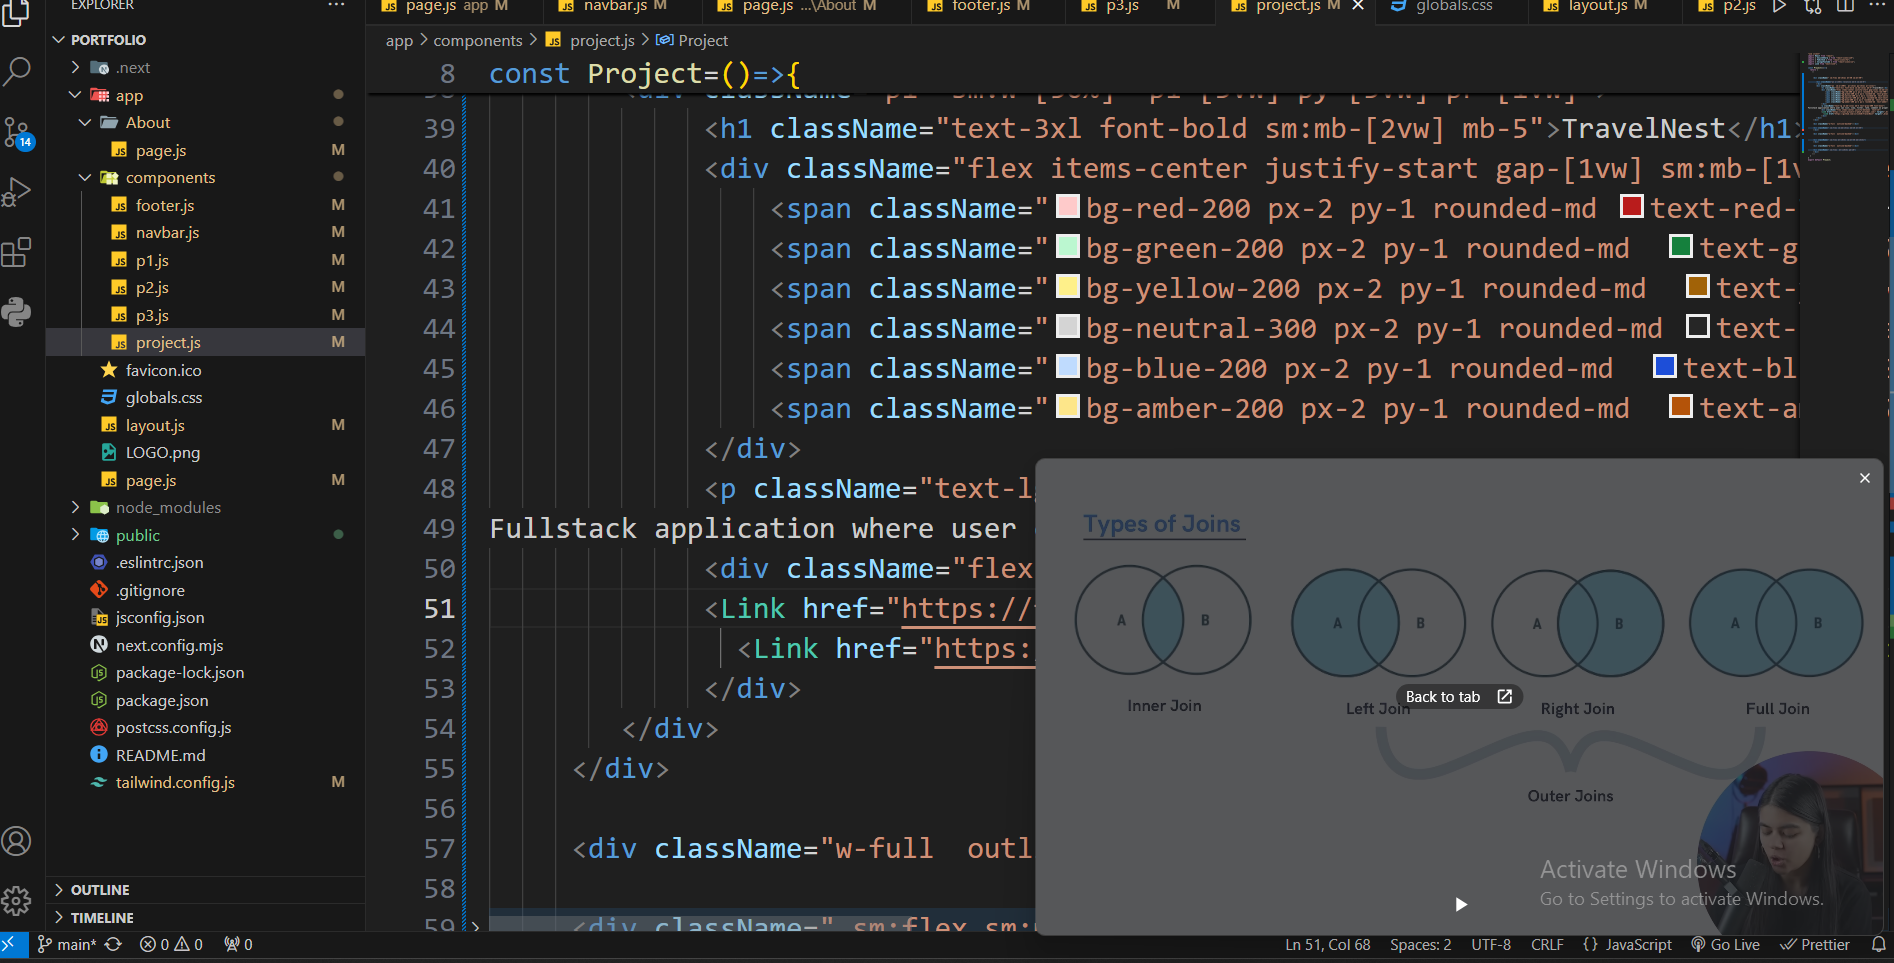 EXPLORER
PORTFOLIO
.next
app
About
page.js M
components
footer.js M
navbar.js M
p1.js M
p2.js M
p3.js M
project.js M
favicon.ico
globals.css
layout.js M
LOGO.png
page.js M
node_modules
public
.eslintrc.json
.gitignore
jsconfig.json
next.config.mjs
package-lock.json
package.json
postcss.config.js
README.md
tailwind.config.js M
OUTLINE
TIMELINE
14
page.js app M navbar.js M page.js ...\About M footer.js M p3.js M project.js M globals.css layout.js M p2.js
app > components > project.js > Project
8 const Project=()=>{
39 <h1 className="text-3xl font-bold sm:mb-[2vw] mb-5">TravelNest</h1>
40 <div className="flex items-center justify-start gap-[1vw] sm:mb-[1v
41 <span className="bg-red-200 px-2 py-1 rounded-md text-red-
42 <span className="bg-green-200 px-2 py-1 rounded-md text-g
43 <span className="bg-yellow-200 px-2 py-1 rounded-md text-
44 <span className="bg-neutral-300 px-2 py-1 rounded-md text-
45 <span className="bg-blue-200 px-2 py-1 rounded-md text-bl
46 <span className="bg-amber-200 px-2 py-1 rounded-md text-a
47 </div>
48 <p className="text-l
49 Fullstack application where user
50 <div className="flex
51 <Link href="https://
52 <Link href="https:
53 </div>
54 </div>
55 </div>
56
57 <div className="w-full outl
58
59 <div className=" sm:flex sm:
Types of Joins
A B A B A B A B
Inner Join Left Join Right Join Full Join
Back to tab
Outer Joins
Activate Windows
Go to Settings to activate Windows.
main* 0 0 0 Ln 51, Col 68 Spaces: 2 UTF-8 CRLF {} JavaScript Go Live Prettier